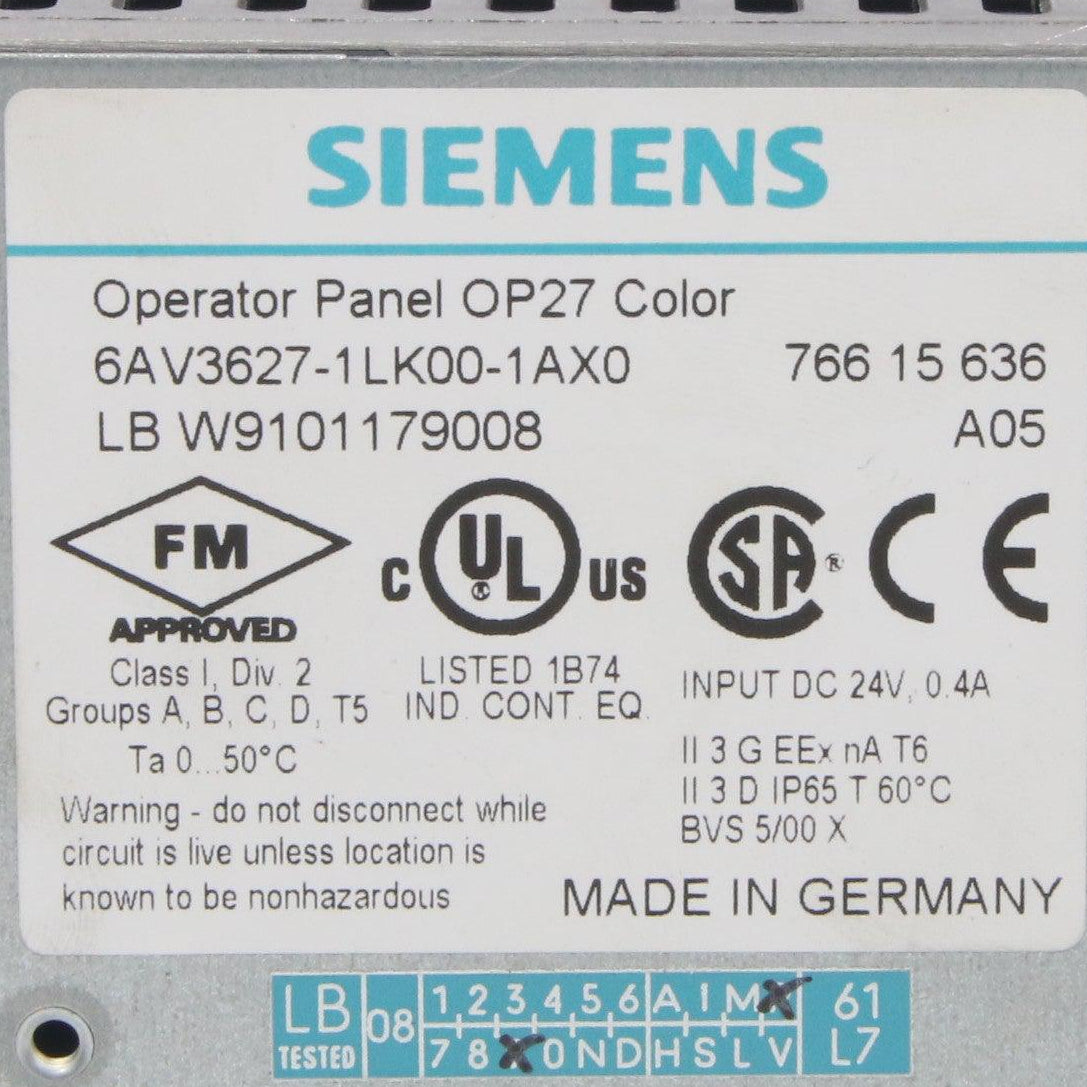 SIEMENS
Operator Panel OP27 Color
6AV3627-1LK00-1AX0 766 15 636
LB W9101179008 A05
FM
APPROVED
C UL® US
SA®
CE
Class I, Div. 2
Groups A, B, C, D, T5
Ta 0...50°C
LISTED 1B74
IND. CONT. EQ.
INPUT DC 24V, 0.4A
II 3 G EEx nA T6
II 3 D IP65 T 60°C
BVS 5/00 X
Warning - do not disconnect while
circuit is live unless location is
known to be nonhazardous
MADE IN GERMANY
LB
TESTED
08
1,2,3,4,5,6 A I M
7 8 0 N D H S L V
61
L7